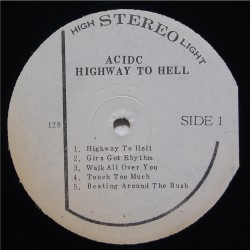 HIGH STEREO LIGHT
ACIDC
HIGHWAY TO HELL
128
SIDE 1
1. Highway To Hell
2. Girs Got Rhythm
3. Walk All Over You
4. Touch Too Much
5. Beating Around The Bush